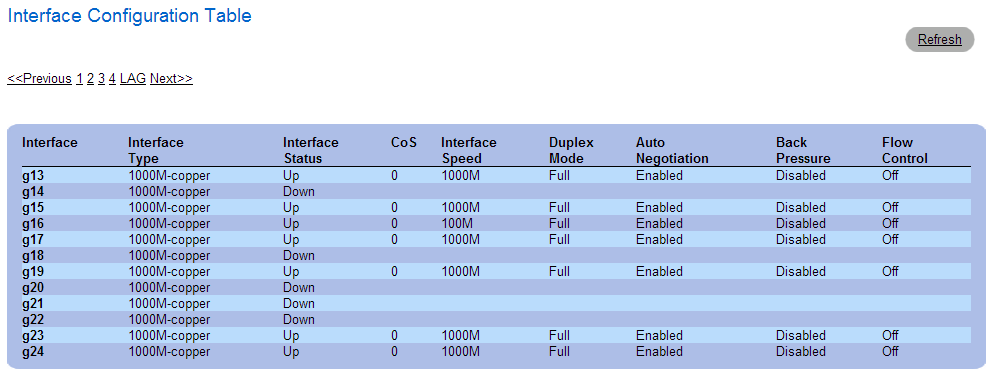 Interface Configuration Table
Refresh
<<Previous 1 2 3 4 LAG Next>>
Interface Interface Interface CoS Interface Duplex Auto Back Flow
Type Status Speed Mode Negotiation Pressure Control
g13 1000M-copper Up 0 1000M Full Enabled Disabled Off
g14 1000M-copper Down
g15 1000M-copper Up 0 1000M Full Enabled Disabled Off
g16 1000M-copper Up 0 100M Full Enabled Disabled Off
g17 1000M-copper Up 0 1000M Full Enabled Disabled Off
g18 1000M-copper Down
g19 1000M-copper Up 0 1000M Full Enabled Disabled Off
g20 1000M-copper Down
g21 1000M-copper Down
g22 1000M-copper Down
g23 1000M-copper Up 0 1000M Full Enabled Disabled Off
g24 1000M-copper Up 0 1000M Full Enabled Disabled Off